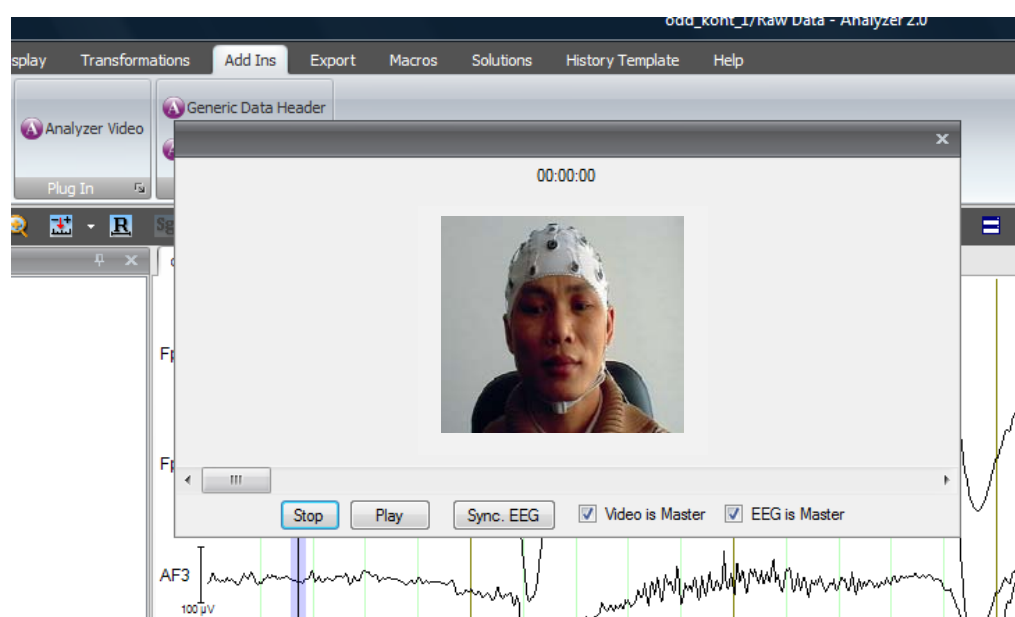 odd_kont_1/Raw Data - Analyzer 2.0
splay Transformations Add Ins Export Macros Solutions History Template Help
Generic Data Header
Analyzer Video
Plug In
00:00:00
R
Fp
Fp
Stop Play Sync. EEG Video is Master EEG is Master
AF3
100 µV